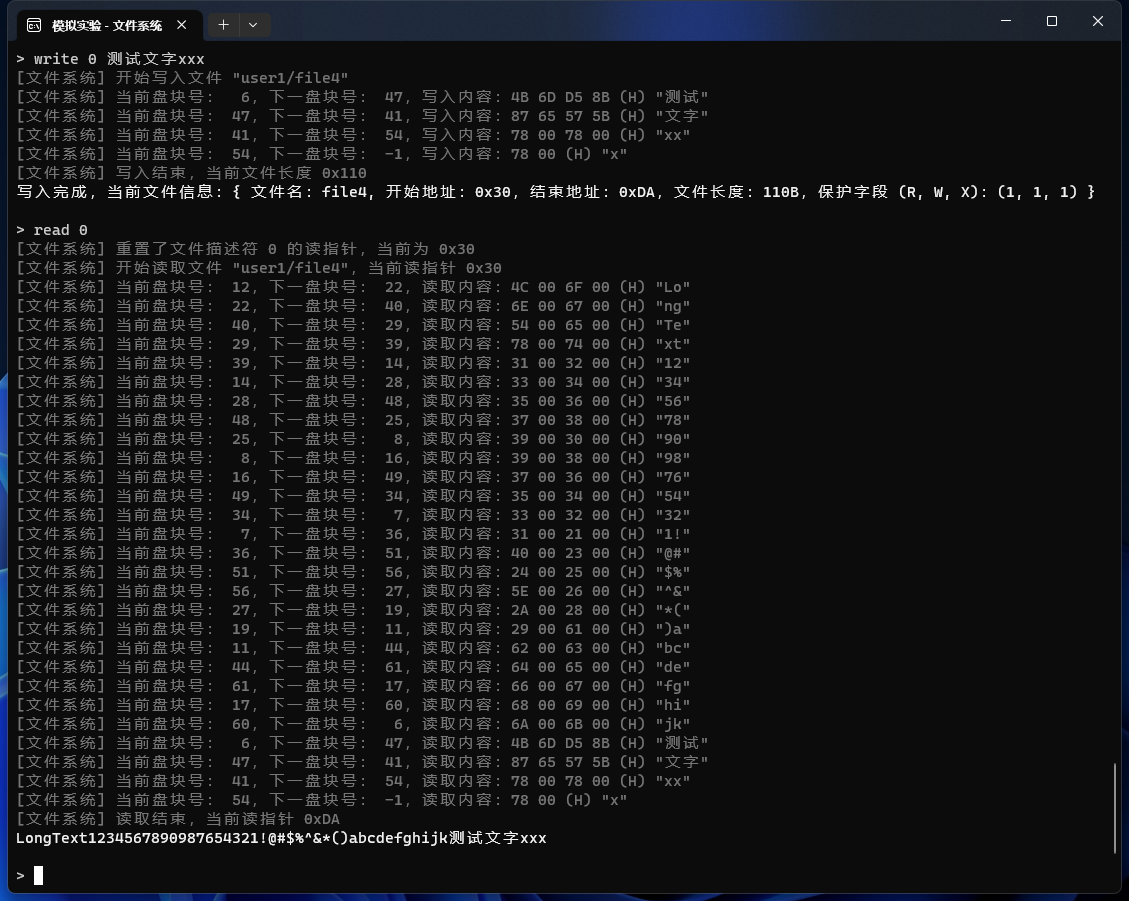 模拟实验 - 文件系统
> write 0 测试文字xxx
[文件系统] 开始写入文件 "user1/file4"
[文件系统] 当前盘块号:  6, 下一盘块号: 47, 写入内容: 4B 6D D5 8B (H) "测试"
[文件系统] 当前盘块号: 47, 下一盘块号: 41, 写入内容: 87 65 57 5B (H) "文字"
[文件系统] 当前盘块号: 41, 下一盘块号: 54, 写入内容: 78 00 78 00 (H) "xx"
[文件系统] 当前盘块号: 54, 下一盘块号: -1, 写入内容: 78 00 (H) "x"
[文件系统] 写入结束, 当前文件长度 0x110
写入完成, 当前文件信息: { 文件名: file4, 开始地址: 0x30, 结束地址: 0xDA, 文件长度: 110B, 保护字段 (R, W, X): (1, 1, 1) }
> read 0
[文件系统] 重置了文件描述符 0 的读指针, 当前为 0x30
[文件系统] 开始读取文件 "user1/file4", 当前读指针 0x30
[文件系统] 当前盘块号: 12, 下一盘块号: 22, 读取内容: 4C 00 6F 00 (H) "Lo"
[文件系统] 当前盘块号: 22, 下一盘块号: 40, 读取内容: 6E 00 67 00 (H) "ng"
[文件系统] 当前盘块号: 40, 下一盘块号: 29, 读取内容: 54 00 65 00 (H) "Te"
[文件系统] 当前盘块号: 29, 下一盘块号: 39, 读取内容: 78 00 74 00 (H) "xt"
[文件系统] 当前盘块号: 39, 下一盘块号: 14, 读取内容: 31 00 32 00 (H) "12"
[文件系统] 当前盘块号: 14, 下一盘块号: 28, 读取内容: 33 00 34 00 (H) "34"
[文件系统] 当前盘块号: 28, 下一盘块号: 48, 读取内容: 35 00 36 00 (H) "56"
[文件系统] 当前盘块号: 48, 下一盘块号: 25, 读取内容: 37 00 38 00 (H) "78"
[文件系统] 当前盘块号: 25, 下一盘块号:  8, 读取内容: 39 00 30 00 (H) "90"
[文件系统] 当前盘块号:  8, 下一盘块号: 16, 读取内容: 39 00 38 00 (H) "98"
[文件系统] 当前盘块号: 16, 下一盘块号: 49, 读取内容: 37 00 36 00 (H) "76"
[文件系统] 当前盘块号: 49, 下一盘块号: 34, 读取内容: 35 00 34 00 (H) "54"
[文件系统] 当前盘块号: 34, 下一盘块号:  7, 读取内容: 33 00 32 00 (H) "32"
[文件系统] 当前盘块号:  7, 下一盘块号: 36, 读取内容: 31 00 21 00 (H) "1!"
[文件系统] 当前盘块号: 36, 下一盘块号: 51, 读取内容: 40 00 23 00 (H) "@#"
[文件系统] 当前盘块号: 51, 下一盘块号: 56, 读取内容: 24 00 25 00 (H) "$%"
[文件系统] 当前盘块号: 56, 下一盘块号: 27, 读取内容: 5E 00 26 00 (H) "^&"
[文件系统] 当前盘块号: 27, 下一盘块号: 19, 读取内容: 2A 00 28 00 (H) "*("
[文件系统] 当前盘块号: 19, 下一盘块号: 11, 读取内容: 29 00 61 00 (H) ")a"
[文件系统] 当前盘块号: 11, 下一盘块号: 44, 读取内容: 62 00 63 00 (H) "bc"
[文件系统] 当前盘块号: 44, 下一盘块号: 61, 读取内容: 64 00 65 00 (H) "de"
[文件系统] 当前盘块号: 61, 下一盘块号: 17, 读取内容: 66 00 67 00 (H) "fg"
[文件系统] 当前盘块号: 17, 下一盘块号: 60, 读取内容: 68 00 69 00 (H) "hi"
[文件系统] 当前盘块号: 60, 下一盘块号:  6, 读取内容: 6A 00 6B 00 (H) "jk"
[文件系统] 当前盘块号:  6, 下一盘块号: 47, 读取内容: 4B 6D D5 8B (H) "测试"
[文件系统] 当前盘块号: 47, 下一盘块号: 41, 读取内容: 87 65 57 5B (H) "文字"
[文件系统] 当前盘块号: 41, 下一盘块号: 54, 读取内容: 78 00 78 00 (H) "xx"
[文件系统] 当前盘块号: 54, 下一盘块号: -1, 读取内容: 78 00 (H) "x"
[文件系统] 读取结束, 当前读指针 0xDA
LongText1234567890987654321!@#$%^&*()abcdefghijk测试文字xxx
>